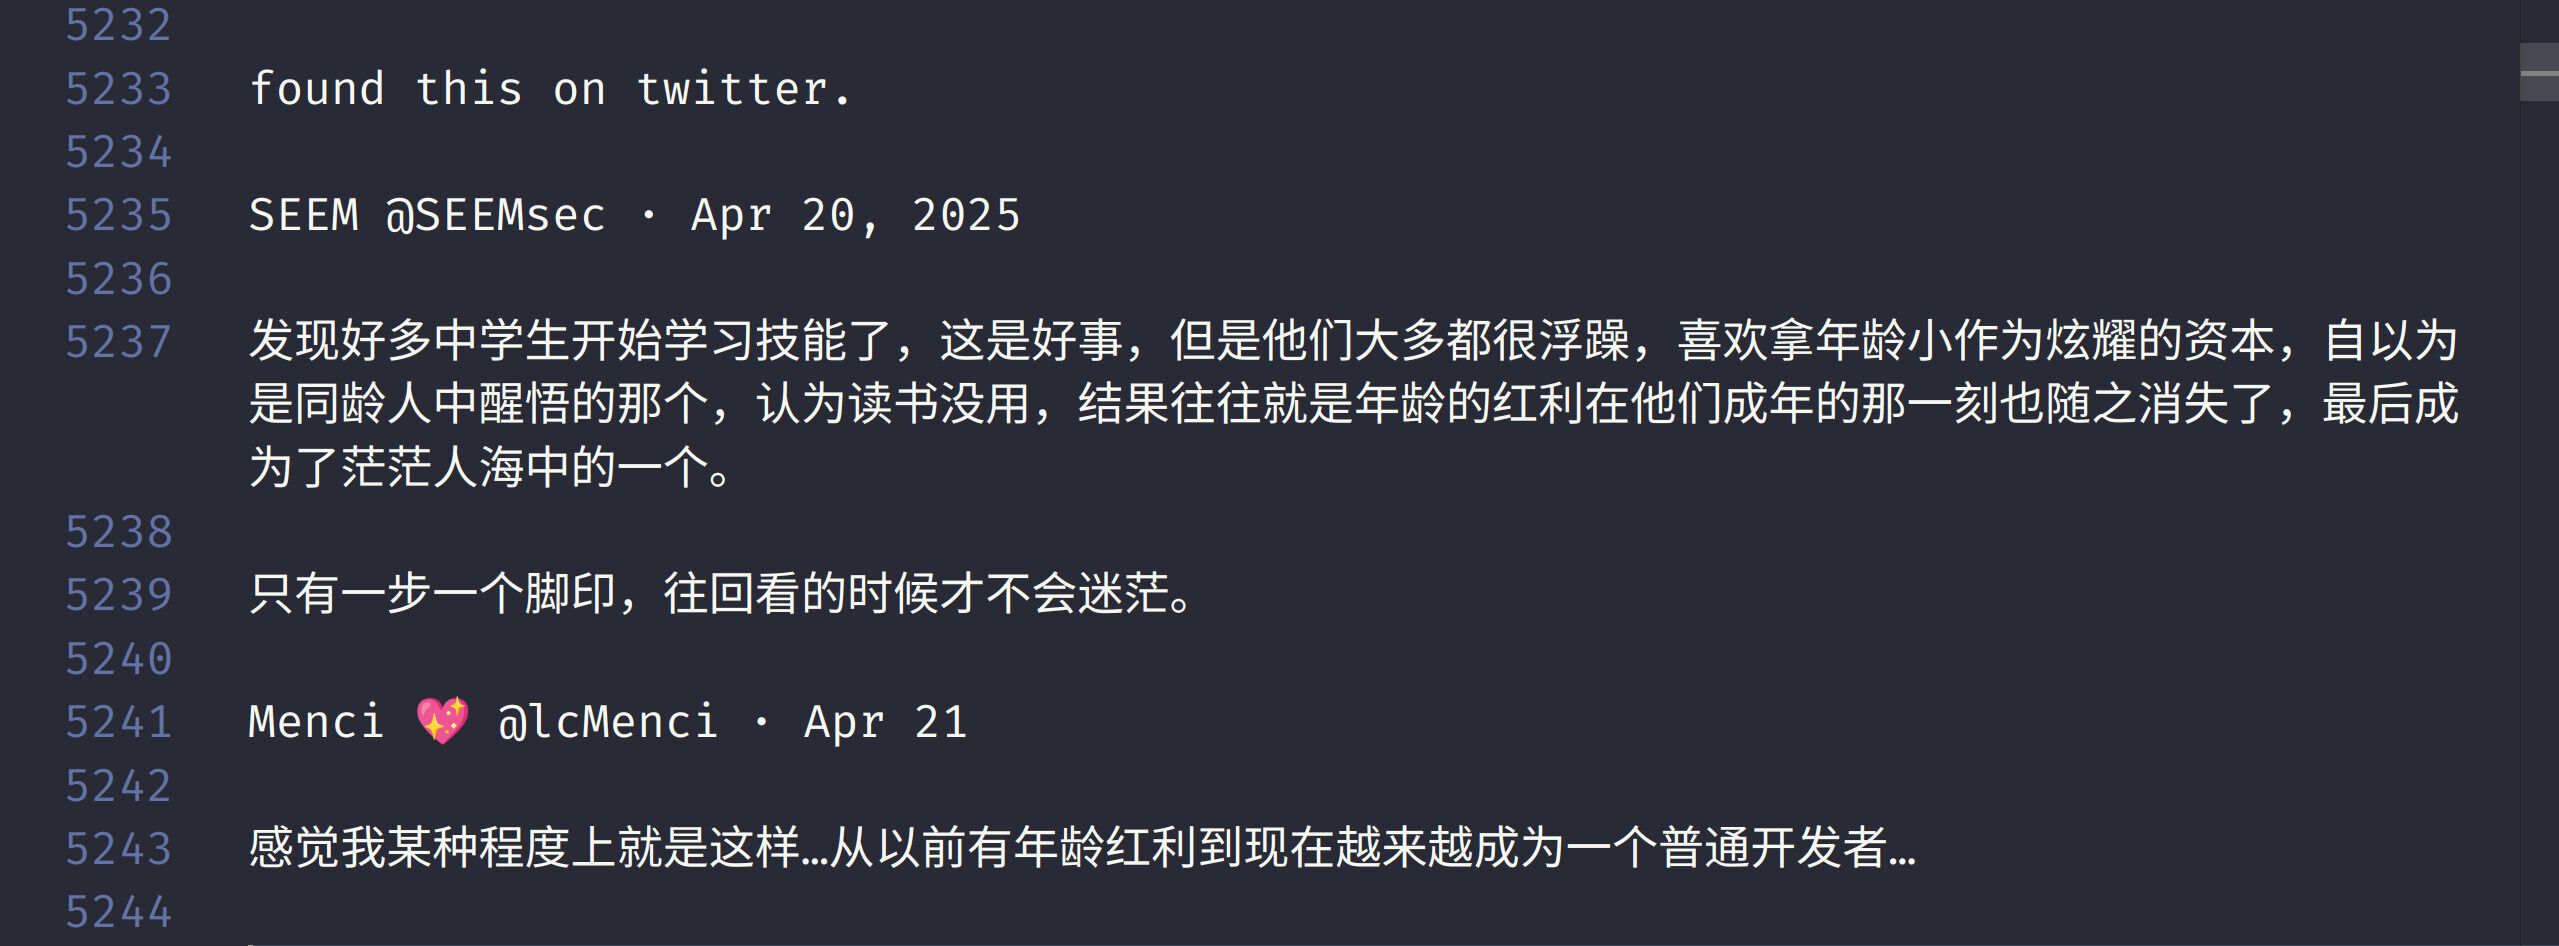 5232
5233 found this on twitter.
5234
5235 SEEM @SEEMsec · Apr 20, 2025
5236
5237 发现好多中学生开始学习技能了，这是好事，但是他们大多都很浮躁，喜欢拿年龄小作为炫耀的资本，自以为
是同龄人中醒悟的那个，认为读书没用，结果往往就是年龄的红利在他们成年的那一刻也随之消失了，最后成
为了茫茫人海中的一个。
5238
5239 只有一步一个脚印，往回看的时候才不会迷茫。
5240
5241 Menci 💖 @lcMenci · Apr 21
5242
5243 感觉我某种程度上就是这样…从以前有年龄红利到现在越来越成为一个普通开发者…
5244